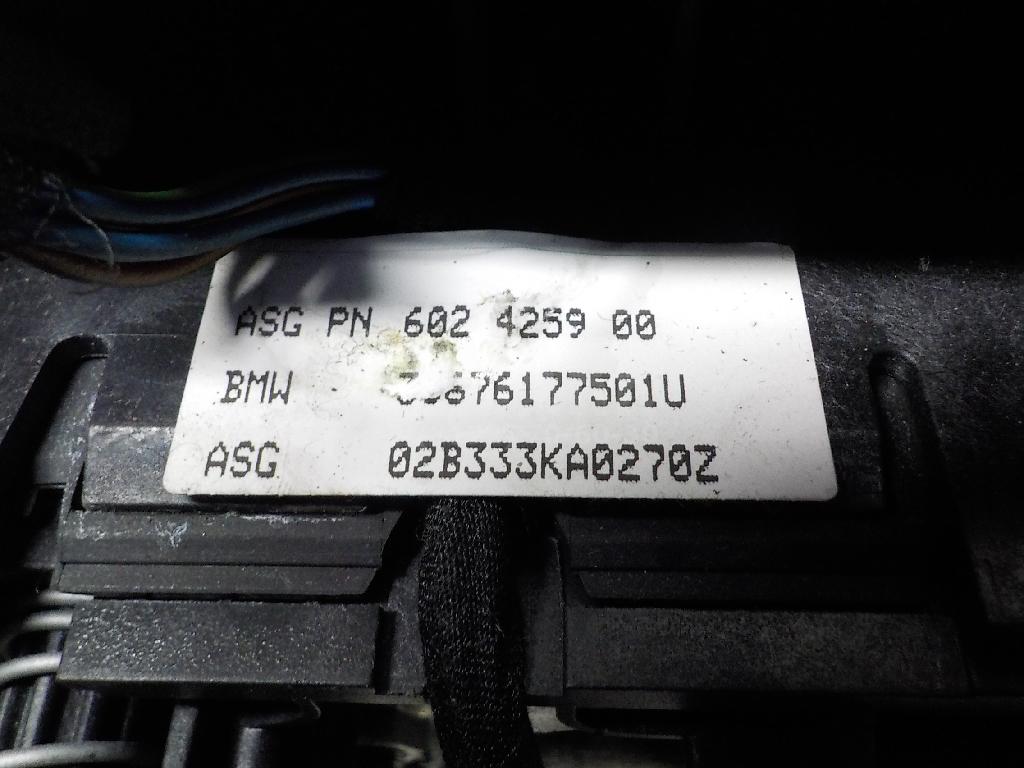 ASG PN 602 4259 00
BMW
ASG 02B333KA0270Z